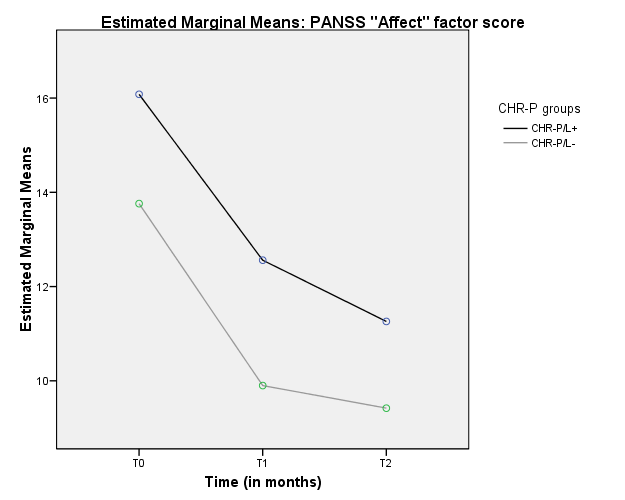 Estimated Marginal Means: PANSS "Affect" factor score
Estimated Marginal Means
16
14
12
10
T0
T1
T2
Time (in months)
CHR-P groups
CHR-P/L+
CHR-P/L-